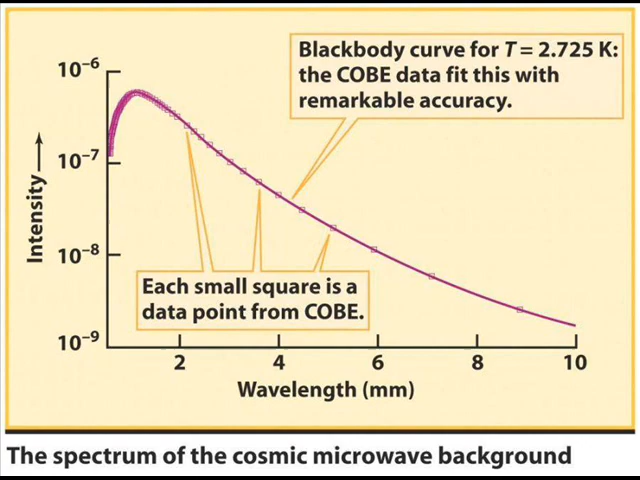 Blackbody curve for T = 2.725 K:
the COBE data fit this with
remarkable accuracy.
10⁻⁶
10⁻⁷
10⁻⁸
10⁻⁹
Intensity
Each small square is a
data point from COBE.
2 4 6 8 10
Wavelength (mm)
The spectrum of the cosmic microwave background